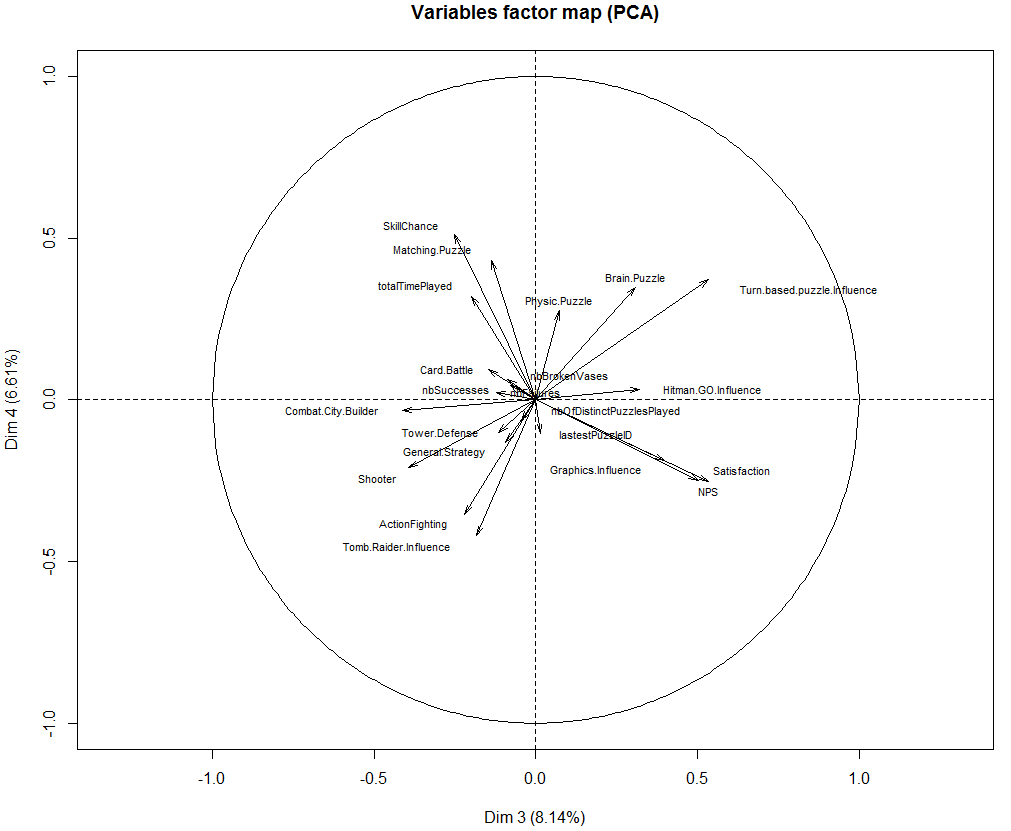 Variables factor map (PCA)
1.0
0.5
0.0
-0.5
-1.0
Dim 4 (6.61%)
SkillChance
Matching.Puzzle
totalTimePlayed
Brain.Puzzle
Turn.based.puzzle.Influence
Physic.Puzzle
Card.Battle
nbBrokenVases
nbSuccesses
nbFailures
Hitman.GO.Influence
Combat.City.Builder
nbOfDistinctPuzzlesPlayed
Tower.Defense
lastestPuzzleID
General.Strategy
Graphics.Influence
Satisfaction
Shooter
NPS
ActionFighting
Tomb.Raider.Influence
-1.0
-0.5
0.0
0.5
1.0
Dim 3 (8.14%)